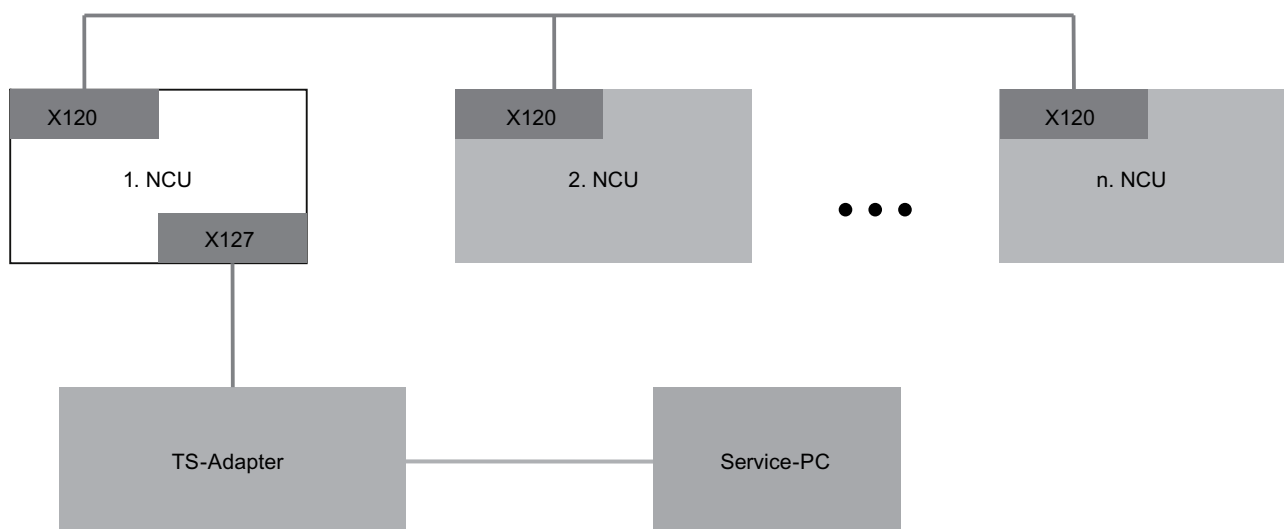 X120
X120
X120
1. NCU
2. NCU
n. NCU
X127
TS-Adapter
Service-PC